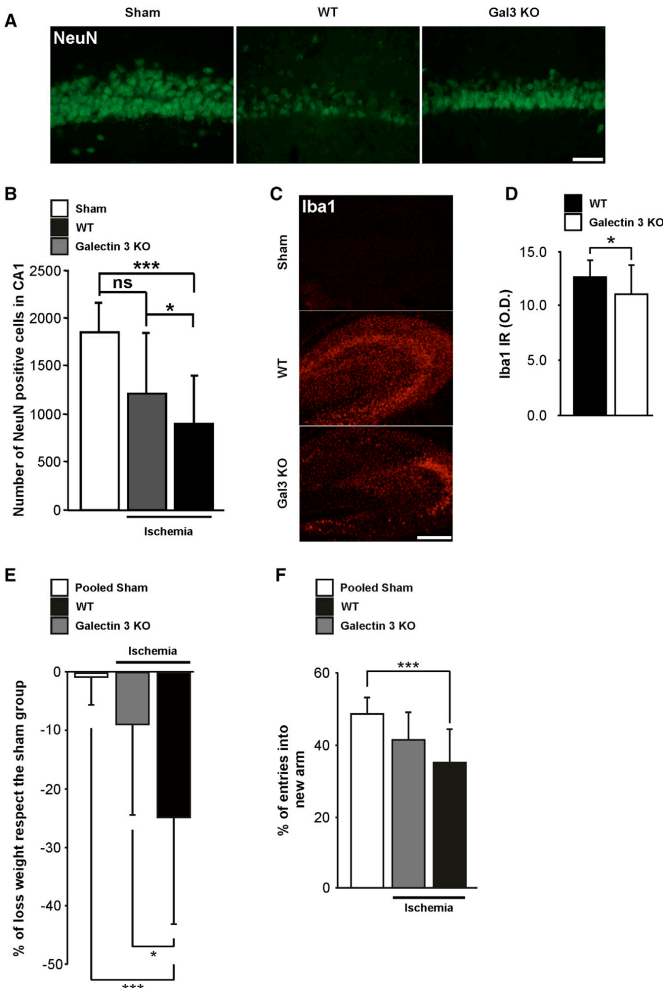 A
Sham
WT
Gal3 KO
NeuN
B
Sham
WT
Galectin 3 KO
Number of NeuN positive cells in CA1
2500
2000
1500
1000
500
0
***
ns
*
Ischemia
C
Iba1
Sham
WT
Gal3 KO
D
WT
Galectin 3 KO
Iba1 IR (O.D.)
15.0
10.0
5.0
0.0
*
E
Pooled Sham
WT
Galectin 3 KO
Ischemia
% of loss weight respect the sham group
0
-10
-20
-30
-40
-50
*
***
F
Pooled Sham
WT
Galectin 3 KO
% of entries into
new arm
60
40
20
0
***
Ischemia